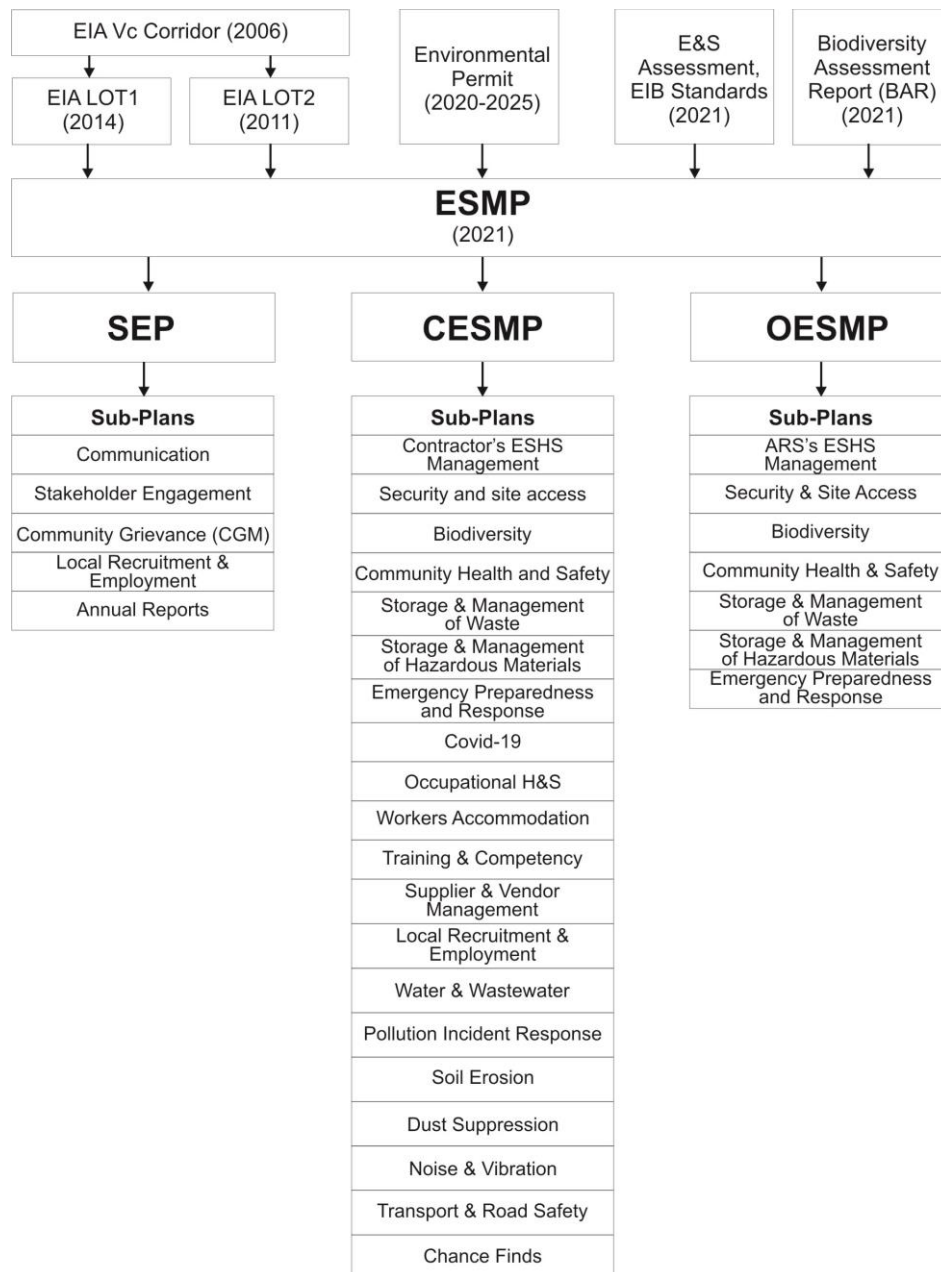 EIA Vc Corridor (2006)
EIA LOT1
(2014)
EIA LOT2
(2011)
Environmental
Permit
(2020-2025)
E&S
Assessment,
EIB Standards
(2021)
Biodiversity
Assessment
Report (BAR)
(2021)
ESMP
(2021)
SEP
Sub-Plans
Communication
Stakeholder Engagement
Community Grievance (CGM)
Local Recruitment &
Employment
Annual Reports
CESMP
Sub-Plans
Contractor's ESHS
Management
Security and site access
Biodiversity
Community Health and Safety
Storage & Management
of Waste
Storage & Management
of Hazardous Materials
Emergency Preparedness
and Response
Covid-19
Occupational H&S
Workers Accommodation
Training & Competency
Supplier & Vendor
Management
Local Recruitment &
Employment
Water & Wastewater
Pollution Incident Response
Soil Erosion
Dust Suppression
Noise & Vibration
Transport & Road Safety
Chance Finds
OESMP
Sub-Plans
ARS's ESHS
Management
Security & Site Access
Biodiversity
Community Health & Safety
Storage & Management
of Waste
Storage & Management
of Hazardous Materials
Emergency Preparedness
and Response